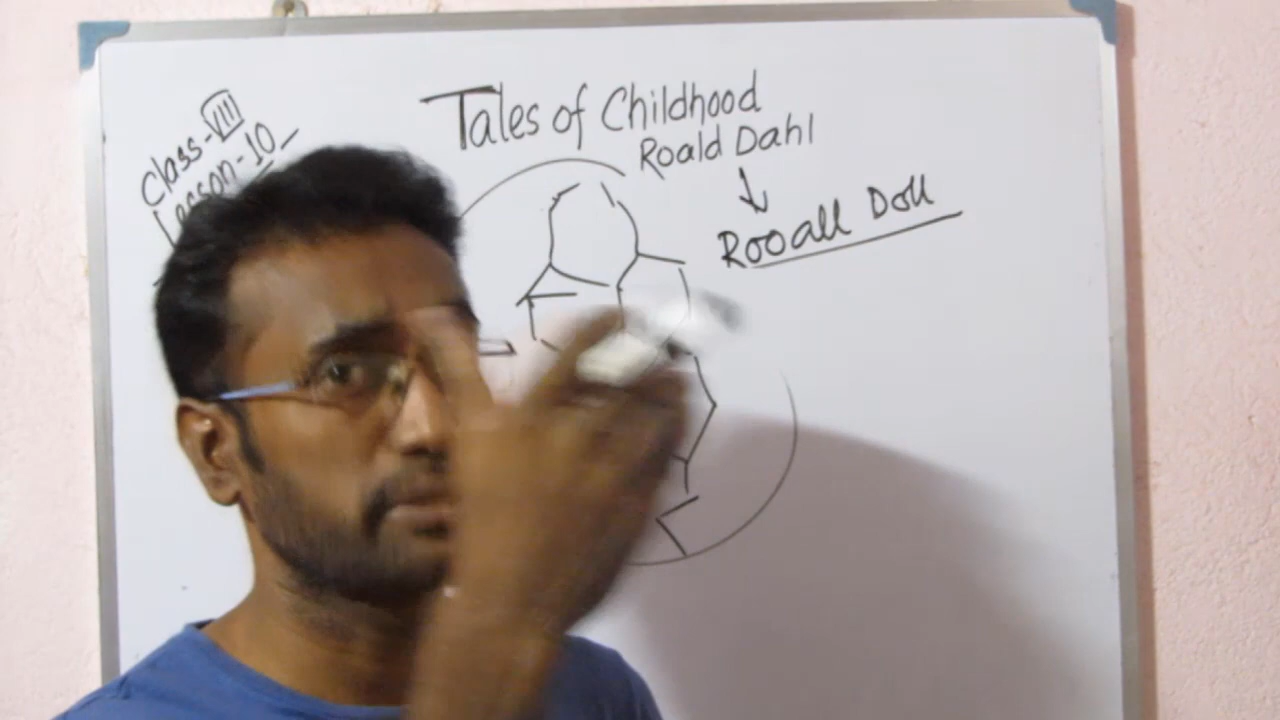 Class-VIII
Lesson-10
Tales of Childhood
Roald Dahl
Rooall Doll